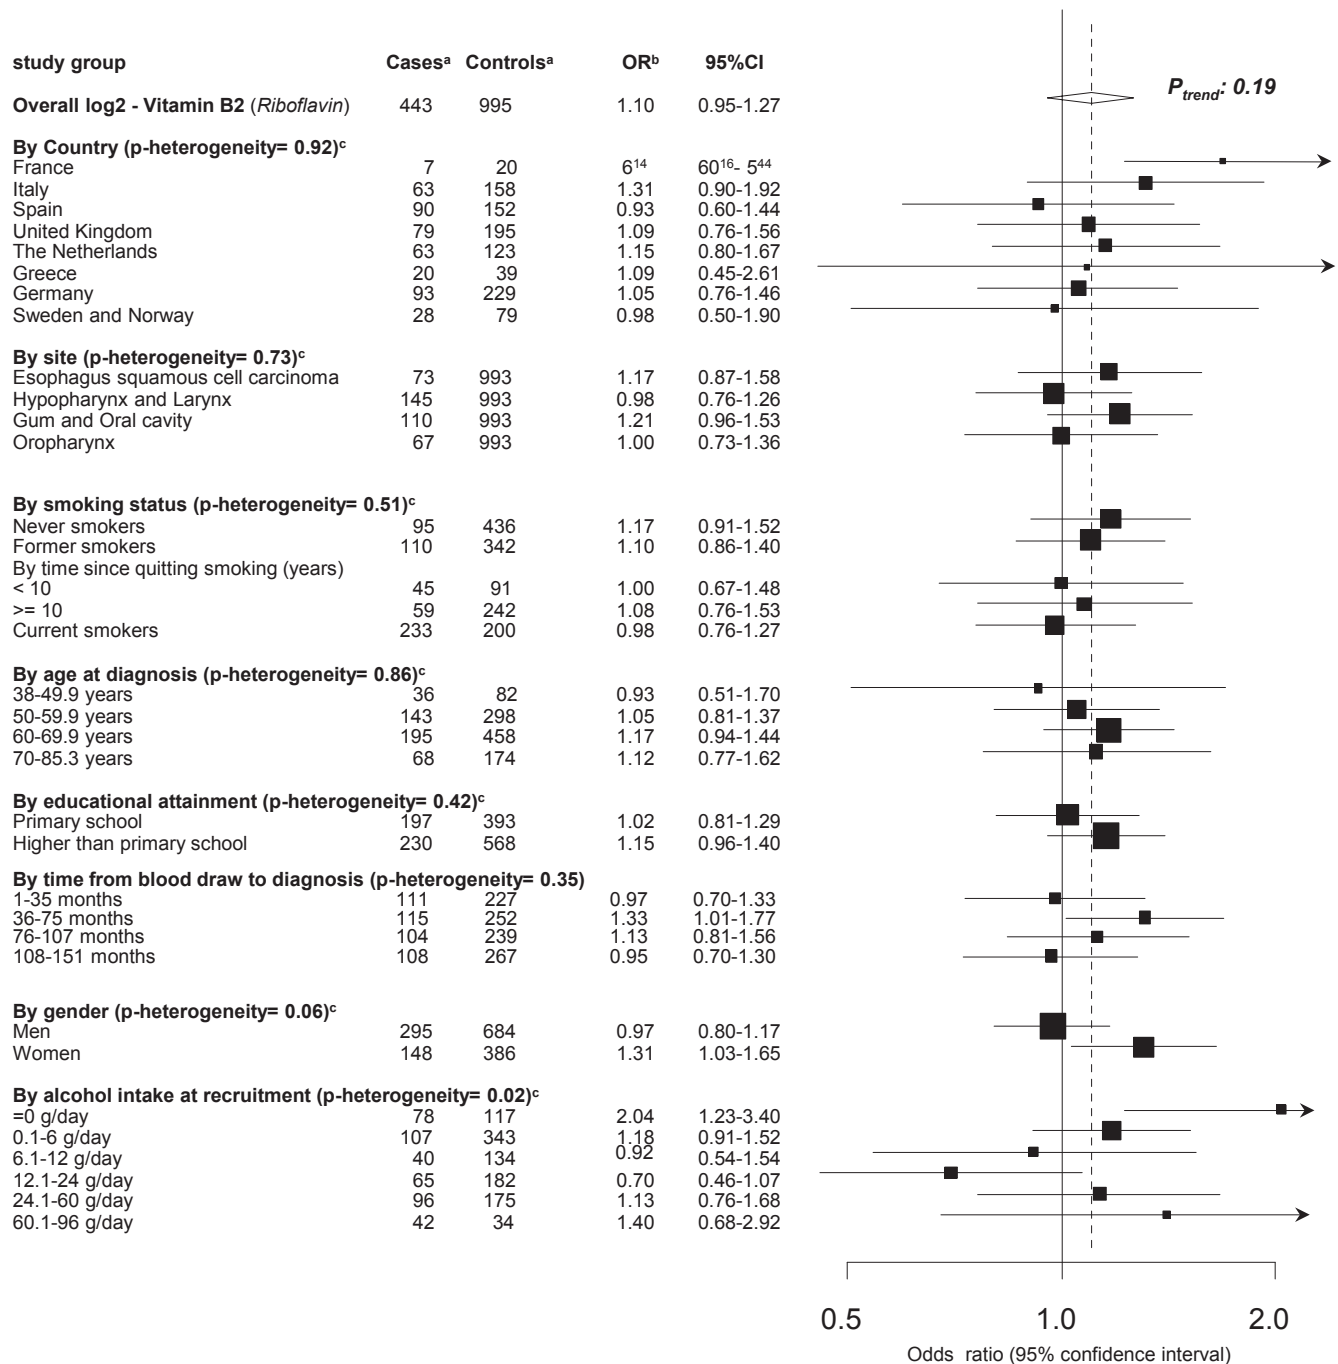 study group Casesᵃ Controlsᵃ ORᵇ 95%CI
Overall log2 - Vitamin B2 (Riboflavin) 443 995 1.10 0.95-1.27 Ptrend: 0.19
By Country (p-heterogeneity= 0.92)ᶜ
France 7 20 6¹⁴ 60¹⁶- 5⁴⁴
Italy 63 158 1.31 0.90-1.92
Spain 90 152 0.93 0.60-1.44
United Kingdom 79 195 1.09 0.76-1.56
The Netherlands 63 123 1.15 0.80-1.67
Greece 20 39 1.09 0.45-2.61
Germany 93 229 1.05 0.76-1.46
Sweden and Norway 28 79 0.98 0.50-1.90
By site (p-heterogeneity= 0.73)ᶜ
Esophagus squamous cell carcinoma 73 993 1.17 0.87-1.58
Hypopharynx and Larynx 145 993 0.98 0.76-1.26
Gum and Oral cavity 110 993 1.21 0.96-1.53
Oropharynx 67 993 1.00 0.73-1.36
By smoking status (p-heterogeneity= 0.51)ᶜ
Never smokers 95 436 1.17 0.91-1.52
Former smokers 110 342 1.10 0.86-1.40
By time since quitting smoking (years)
< 10 45 91 1.00 0.67-1.48
>= 10 59 242 1.08 0.76-1.53
Current smokers 233 200 0.98 0.76-1.27
By age at diagnosis (p-heterogeneity= 0.86)ᶜ
38-49.9 years 36 82 0.93 0.51-1.70
50-59.9 years 143 298 1.05 0.81-1.37
60-69.9 years 195 458 1.17 0.94-1.44
70-85.3 years 68 174 1.12 0.77-1.62
By educational attainment (p-heterogeneity= 0.42)ᶜ
Primary school 197 393 1.02 0.81-1.29
Higher than primary school 230 568 1.15 0.96-1.40
By time from blood draw to diagnosis (p-heterogeneity= 0.35)
1-35 months 111 227 0.97 0.70-1.33
36-75 months 115 252 1.33 1.01-1.77
76-107 months 104 239 1.13 0.81-1.56
108-151 months 108 267 0.95 0.70-1.30
By gender (p-heterogeneity= 0.06)ᶜ
Men 295 684 0.97 0.80-1.17
Women 148 386 1.31 1.03-1.65
By alcohol intake at recruitment (p-heterogeneity= 0.02)ᶜ
=0 g/day 78 117 2.04 1.23-3.40
0.1-6 g/day 107 343 1.18 0.91-1.52
6.1-12 g/day 40 134 0.92 0.54-1.54
12.1-24 g/day 65 182 0.70 0.46-1.07
24.1-60 g/day 96 175 1.13 0.76-1.68
60.1-96 g/day 42 34 1.40 0.68-2.92
0.5 1.0 2.0
Odds ratio (95% confidence interval)